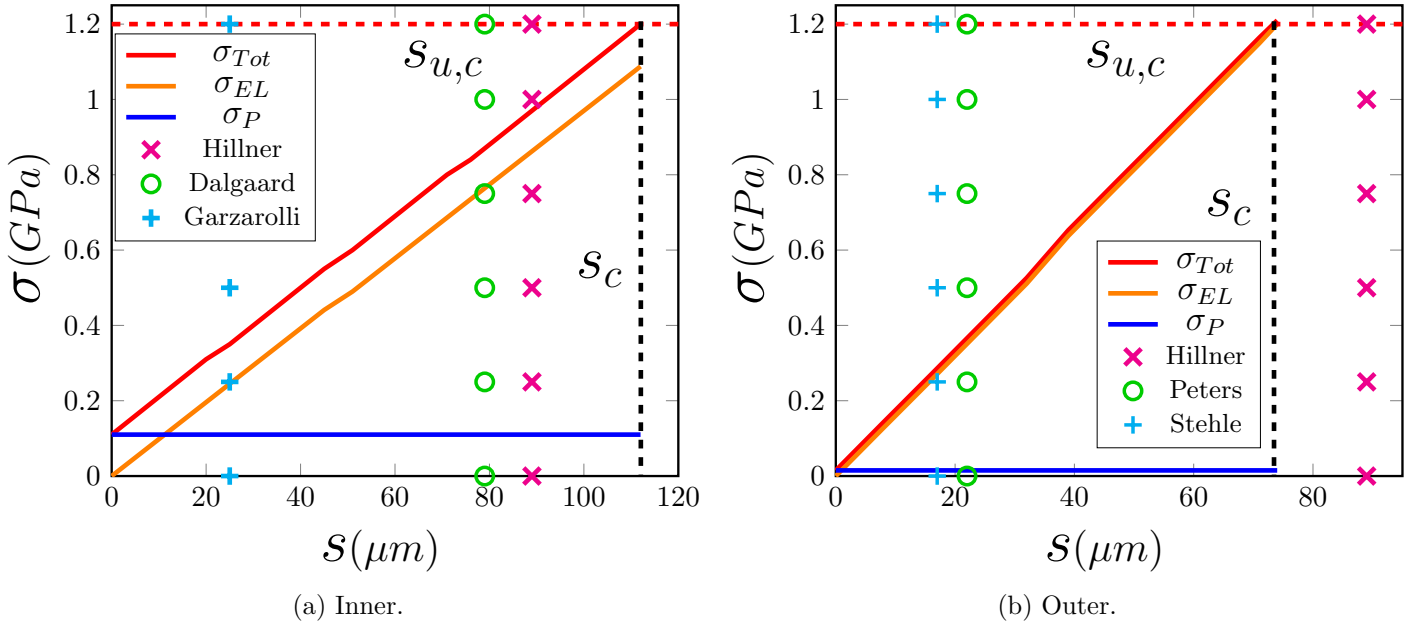 1.2
1
0.8
0.6
0.4
0.2
0
σ(GPa)
σ_Tot
σ_EL
σ_P
Hillner
Dalgaard
Garzarolli
s_{u,c}
s_c
0 20 40 60 80 100 120
s(μm)
(a) Inner.
1.2
1
0.8
0.6
0.4
0.2
0
σ(GPa)
s_{u,c}
s_c
σ_Tot
σ_EL
σ_P
Hillner
Peters
Stehle
0 20 40 60 80
s(μm)
(b) Outer.